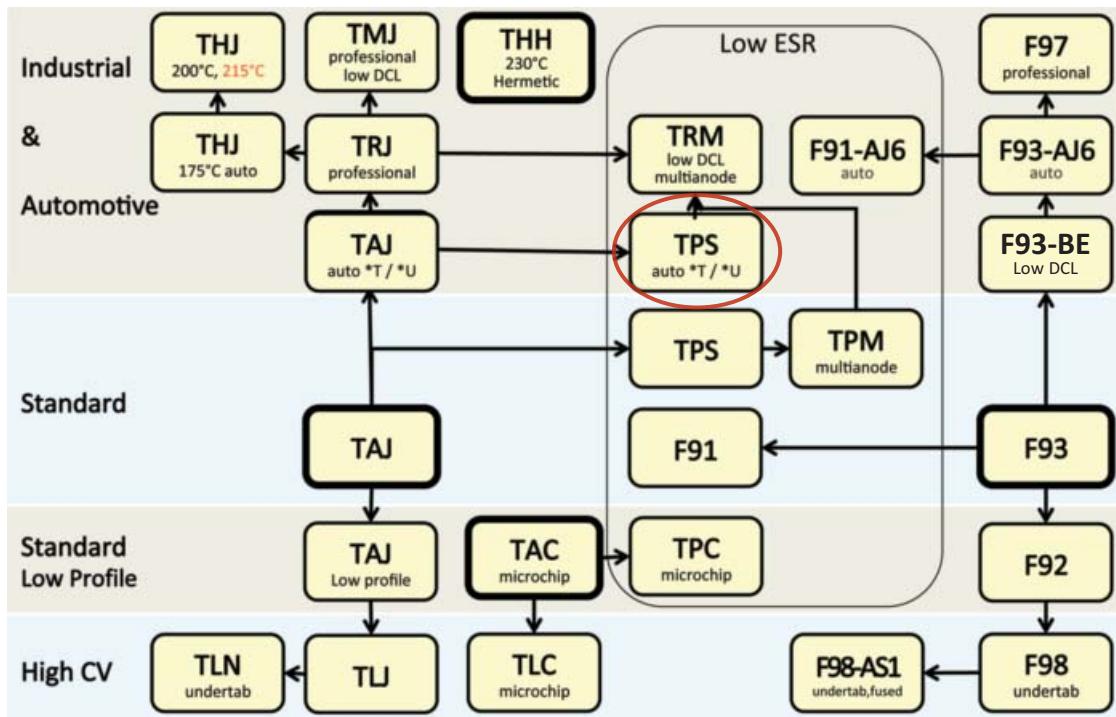 Industrial
&
Automotive
THJ
200°C, 215°C
TMJ
professional
low DCL
THH
230°C
Hermetic
Low ESR
F97
professional
THJ
175°C auto
TRJ
professional
TRM
low DCL
multianode
F91-AJ6
auto
F93-AJ6
auto
TAJ
auto *T / *U
TPS
auto *T / *U
F93-BE
Low DCL
Standard
TPS
TPM
multianode
TAJ
F91
F93
Standard
Low Profile
TAJ
Low profile
TAC
microchip
TPC
microchip
F92
High CV
TLN
undertab
TLJ
TLC
microchip
F98-AS1
undertab,fused
F98
undertab